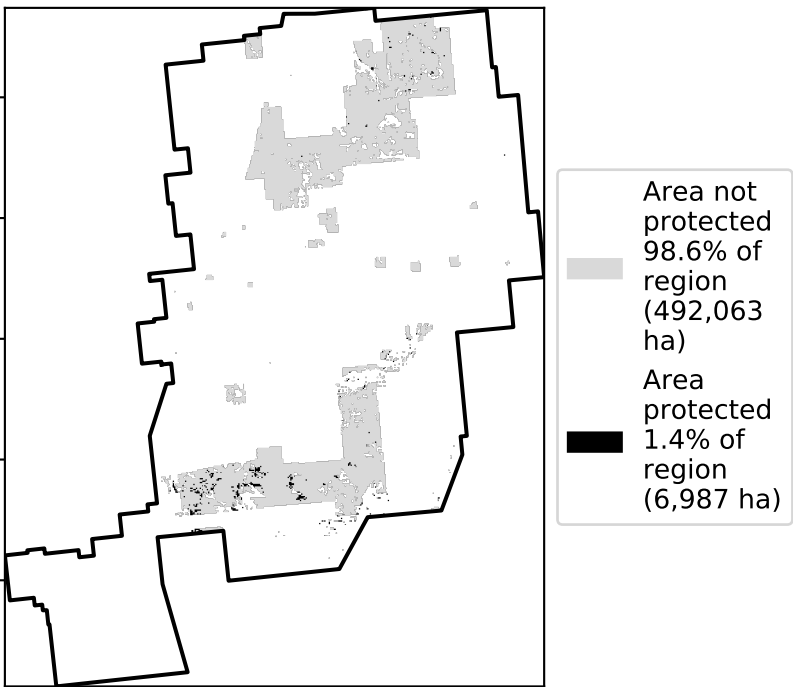 Area not
protected
98.6% of
region
(492,063
ha)
Area
protected
1.4% of
region
(6,987 ha)